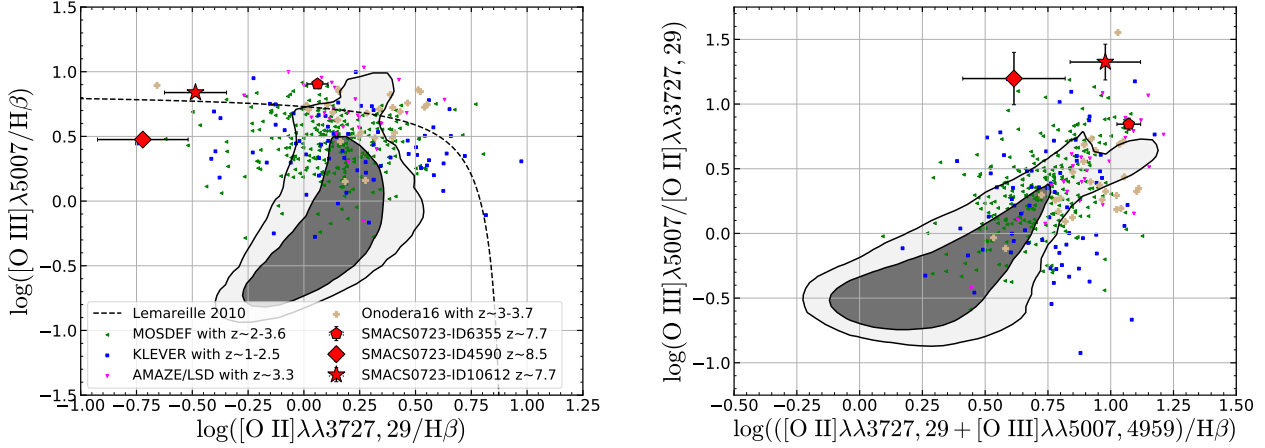 1.5
1.0
0.5
0.0
−0.5
−1.0
−1.5
log([O III]λ5007/Hβ)
Lemareille 2010
MOSDEF with z~2-3.6
KLEVER with z~1-2.5
AMAZE/LSD with z~3.3
Onodera16 with z~3-3.7
SMACS0723-ID6355 z~7.7
SMACS0723-ID4590 z~8.5
SMACS0723-ID10612 z~7.7
−1.00 −0.75 −0.50 −0.25 0.00 0.25 0.50 0.75 1.00 1.25
log([O II]λλ3727, 29/Hβ)
1.5
1.0
0.5
0.0
−0.5
−1.0
log([O III]λ5007/[O II]λλ3727, 29)
−0.50 −0.25 0.00 0.25 0.50 0.75 1.00 1.25 1.50
log(([O II]λλ3727, 29 + [O III]λλ5007, 4959)/Hβ)